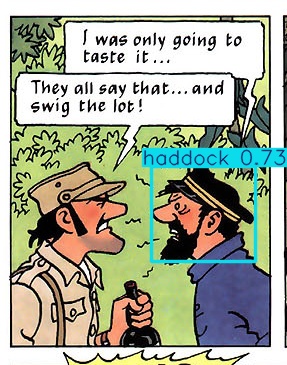 I was only going to
taste it...
They all say that...and
swig the lot!
haddock 0.73